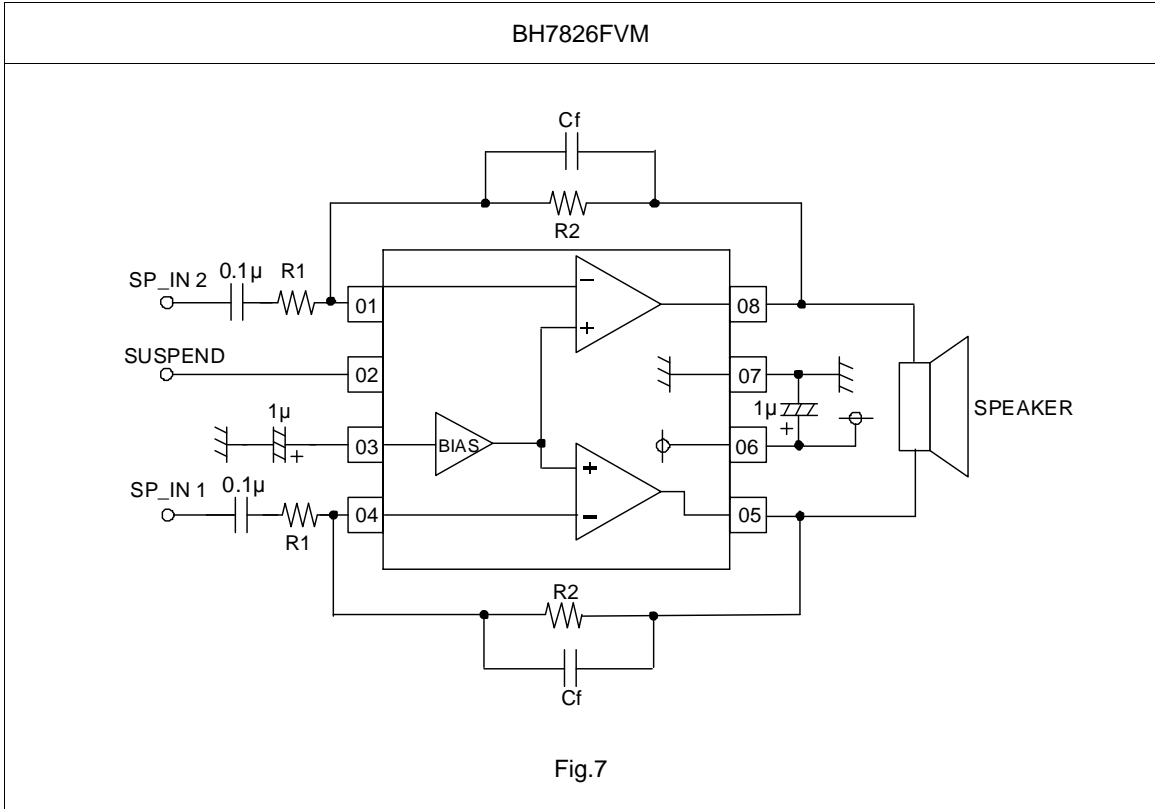 BH7826FVM
Cf
R2
SP_IN 2
0.1µ
R1
01
08
SUSPEND
02
07
1µ
+
1µ
+
03
BIAS
06
SPEAKER
SP_IN 1
0.1µ
R1
04
05
−
+
+
−
R2
Cf
Fig.7